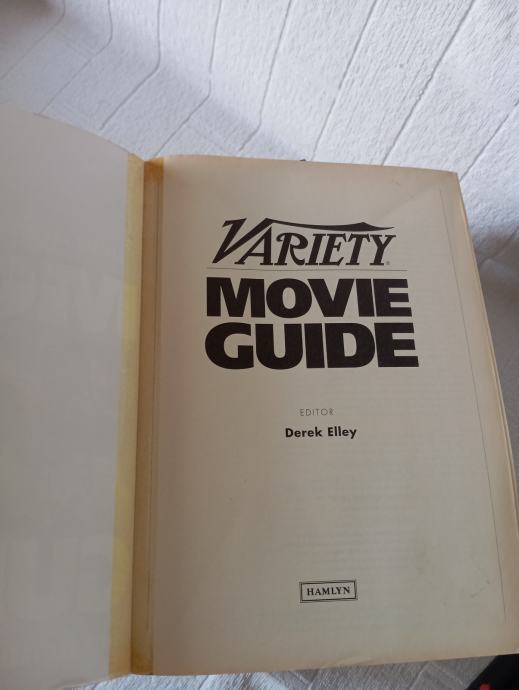 VARIETY®
MOVIE
GUIDE
EDITOR
Derek Elley
HAMLYN